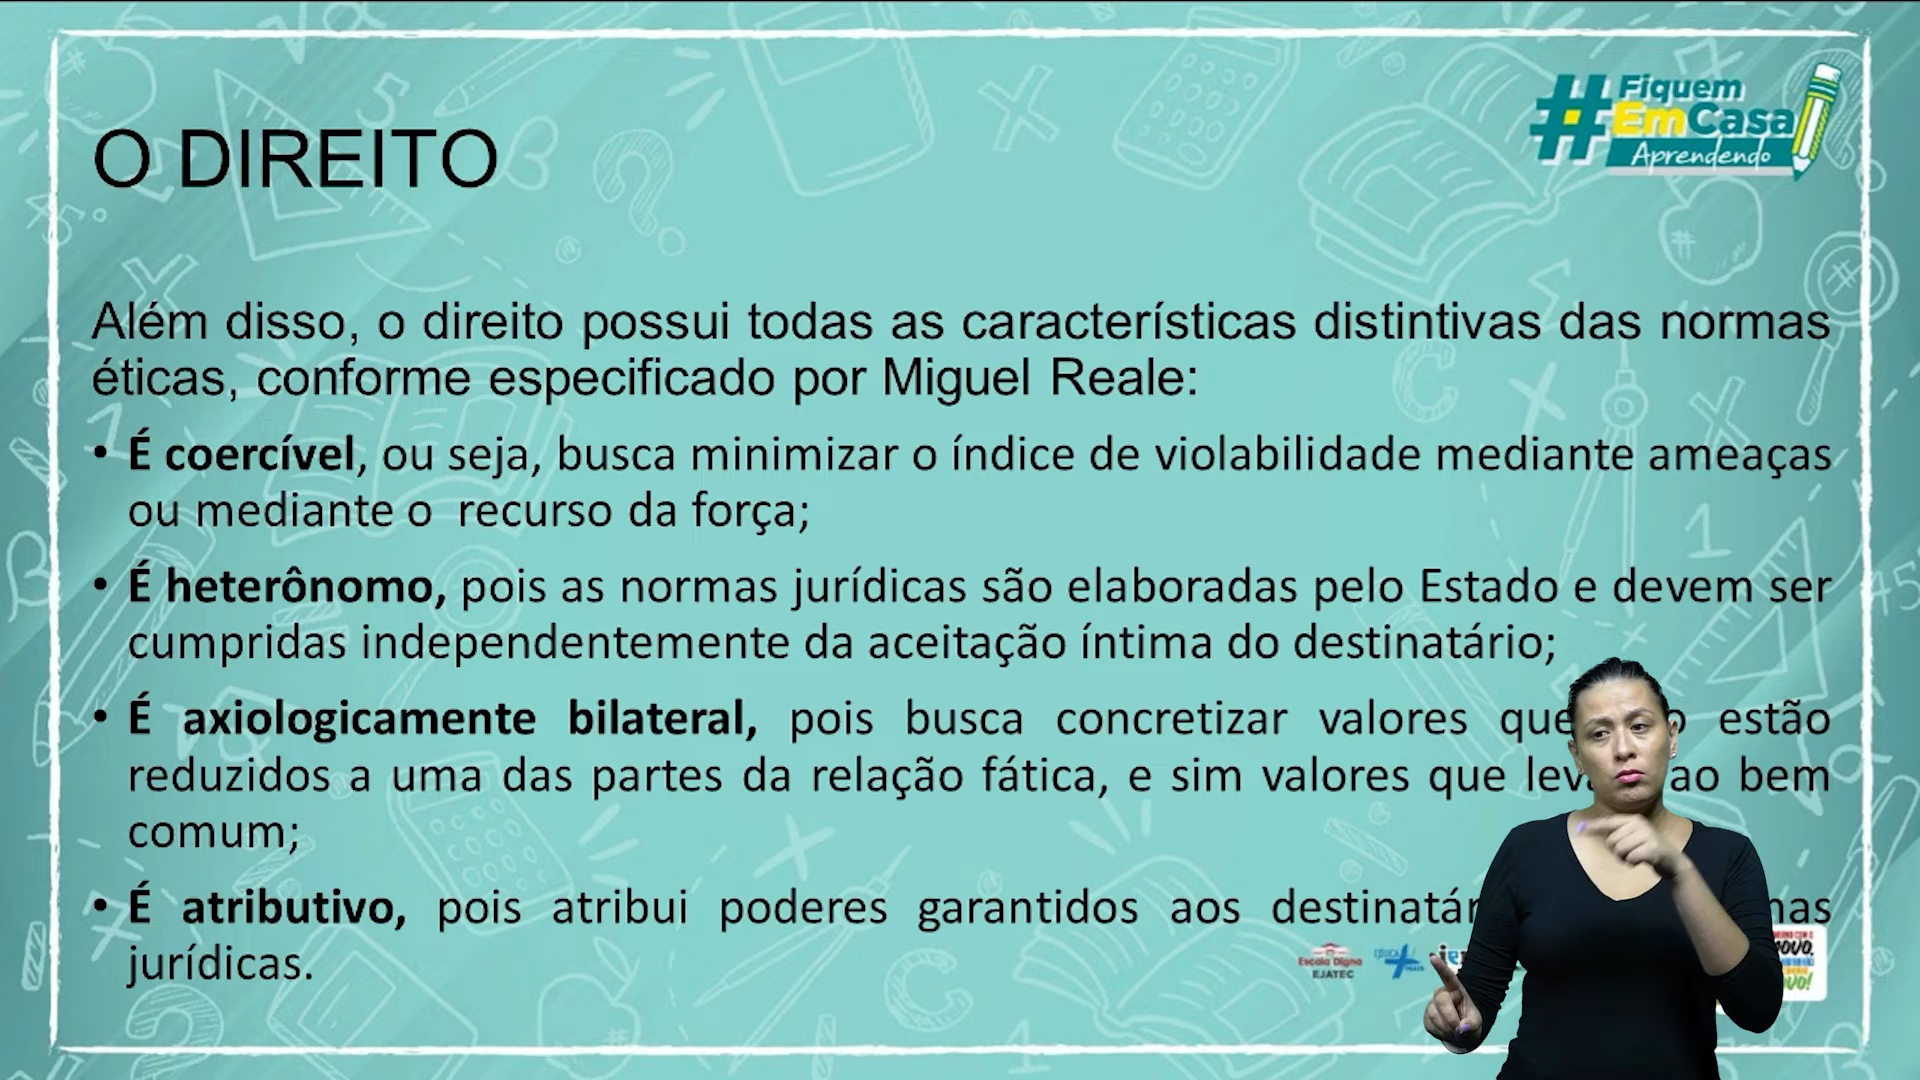 # Fiquem
EmCasa
Aprendendo
O DIREITO
Além disso, o direito possui todas as características distintivas das normas
éticas, conforme especificado por Miguel Reale:
• É coercível, ou seja, busca minimizar o índice de violabilidade mediante ameaças
ou mediante o recurso da força;
• É heterônomo, pois as normas jurídicas são elaboradas pelo Estado e devem ser
cumpridas independentemente da aceitação íntima do destinatário;
• É axiologicamente bilateral, pois busca concretizar valores que estão
reduzidos a uma das partes da relação fática, e sim valores que ao bem
comum;
• É atributivo, pois atribui poderes garantidos aos
jurídicas.
Escola Digna
EJATEC